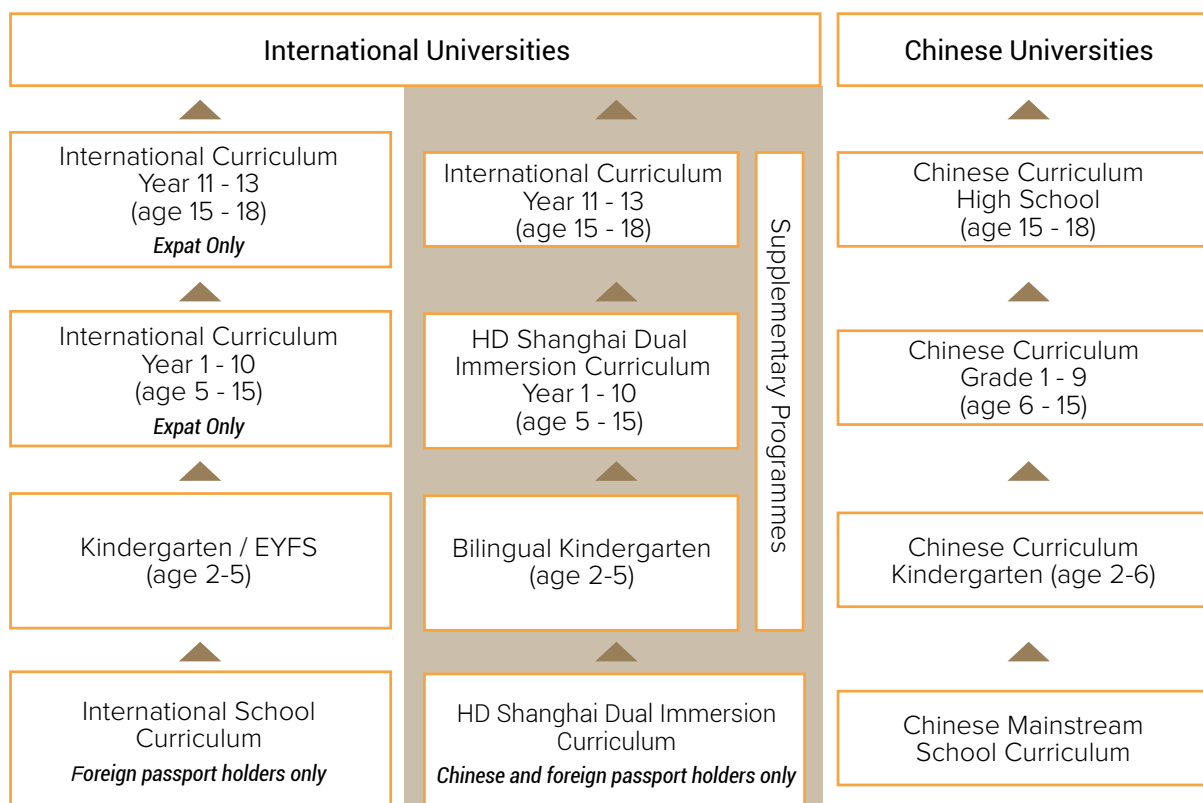 International Universities
Chinese Universities
International Curriculum
Year 11 - 13
(age 15 - 18)
Expat Only
International Curriculum
Year 11 - 13
(age 15 - 18)
Supplementary Programmes
Chinese Curriculum
High School
(age 15 - 18)
International Curriculum
Year 1 - 10
(age 5 - 15)
Expat Only
HD Shanghai Dual
Immersion Curriculum
Year 1 - 10
(age 5 - 15)
Chinese Curriculum
Grade 1 - 9
(age 6 - 15)
Kindergarten / EYFS
(age 2-5)
Bilingual Kindergarten
(age 2-5)
Chinese Curriculum
Kindergarten (age 2-6)
International School
Curriculum
Foreign passport holders only
HD Shanghai Dual Immersion
Curriculum
Chinese and foreign passport holders only
Chinese Mainstream
School Curriculum